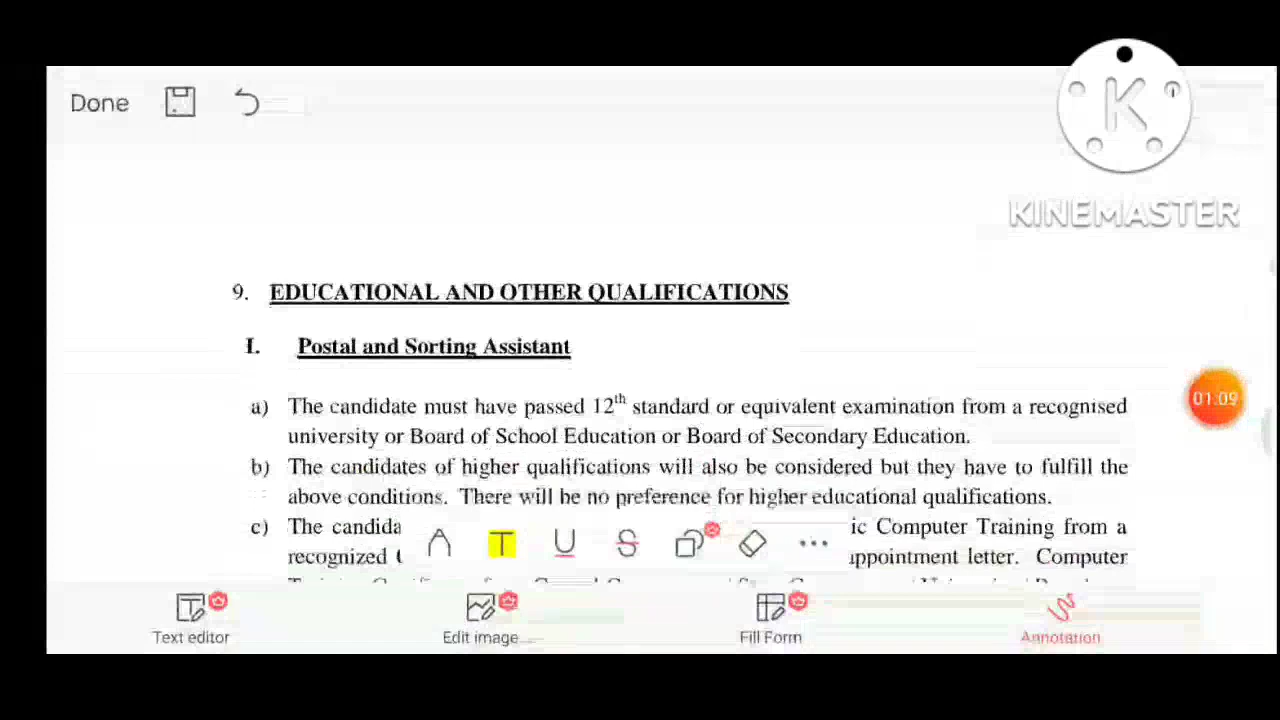 Done
K
KINEMASTER
9. EDUCATIONAL AND OTHER QUALIFICATIONS
I. Postal and Sorting Assistant
01:09
a) The candidate must have passed 12th standard or equivalent examination from a recognised
university or Board of School Education or Board of Secondary Education.
b) The candidates of higher qualifications will also be considered but they have to fulfill the
above conditions. There will be no preference for higher educational qualifications.
c) The candida ic Computer Training from a
recognized ppointment letter. Computer
T U S
Text editor
Edit image
Fill Form
Annotation